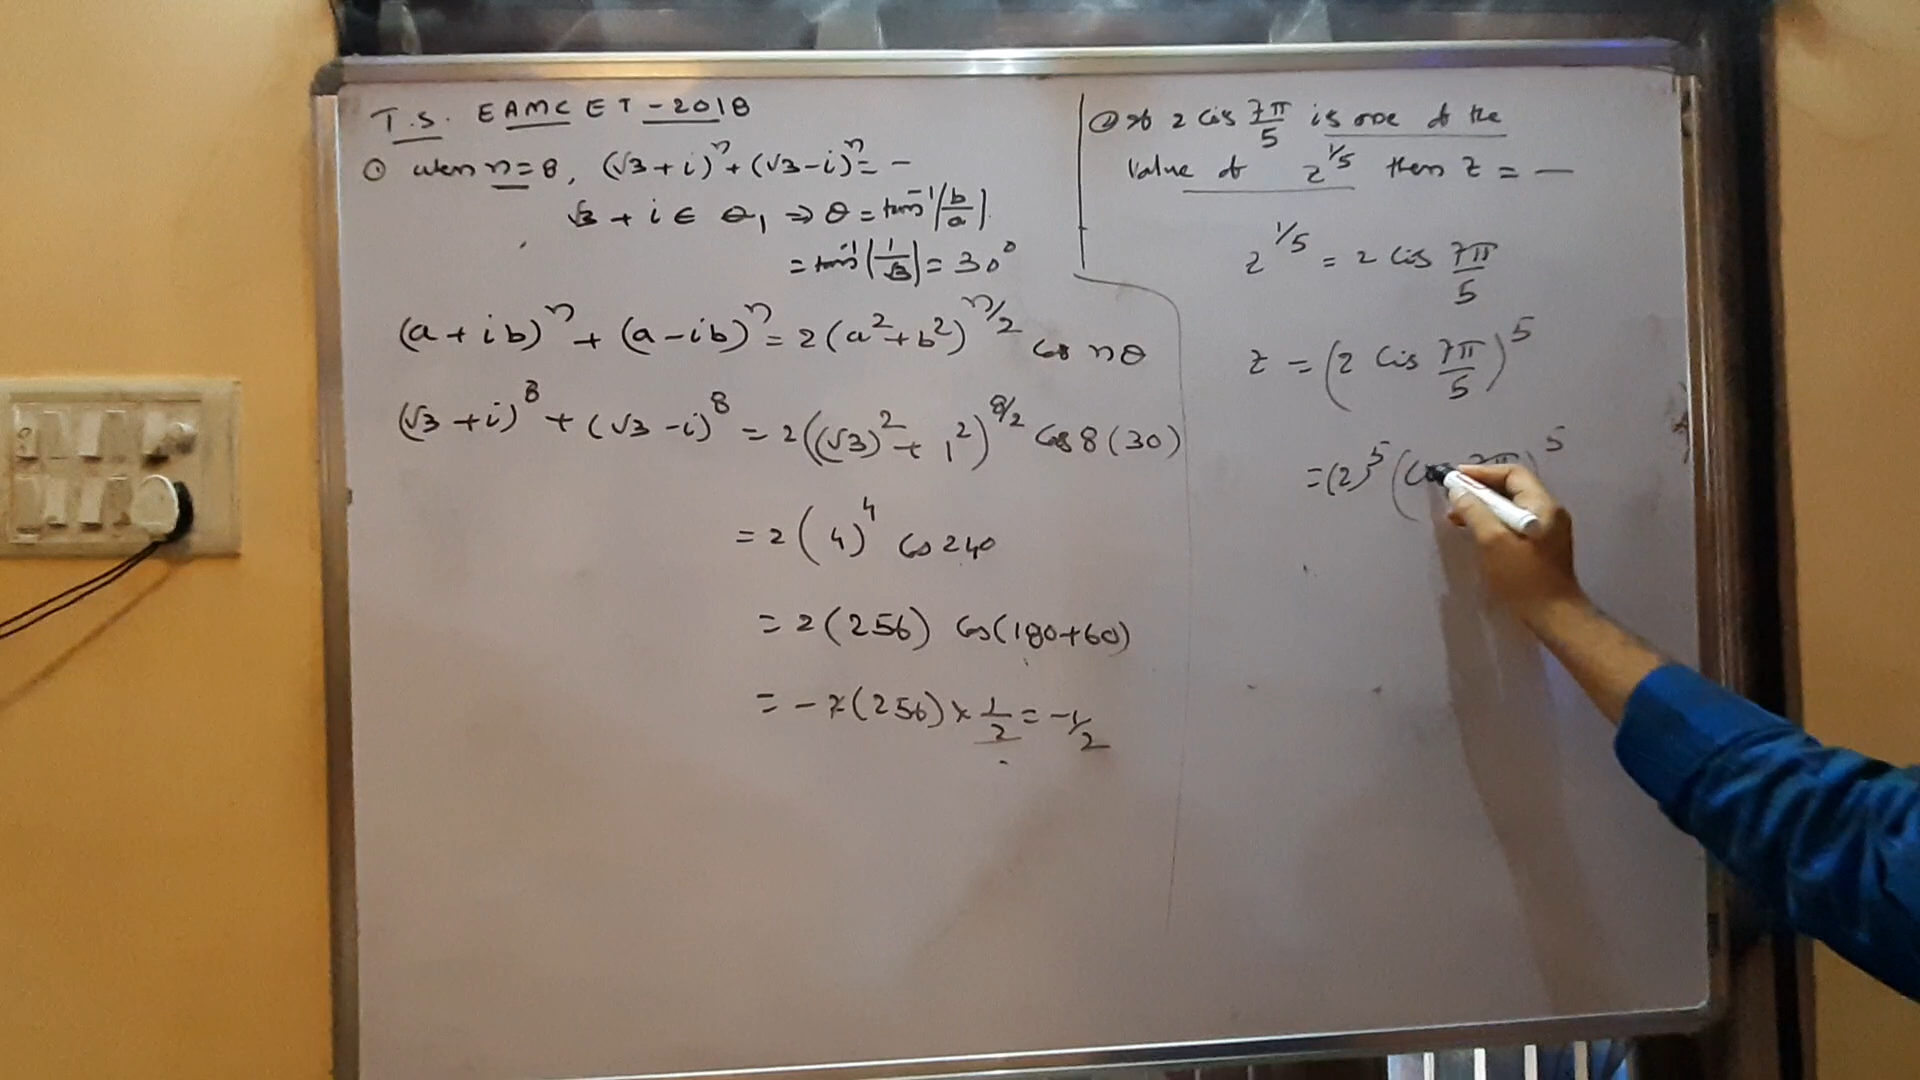 T.S. EAMCET - 2018
① when n=8, (√3+i)^n + (√3-i)^n = -
√3 + i ∈ Q₁ ⇒ θ = tan⁻¹|b/a|
= tan⁻¹|1/√3| = 30°
(a+ib)^n + (a-ib)^n = 2(a²+b²)^n/2 cos nθ
(√3+i)^8 + (√3-i)^8 = 2((√3)²+1²)^8/2 cos 8(30)
= 2(4)^4 cos 240
= 2(256) cos(180+60)
= -2(256) × 1/2 = -1/2
② If 2 cis 7π/5 is one of the
value of z^1/5 then z = —
z^1/5 = 2 cis 7π/5
z = (2 cis 7π/5)^5
= (2)^5 (